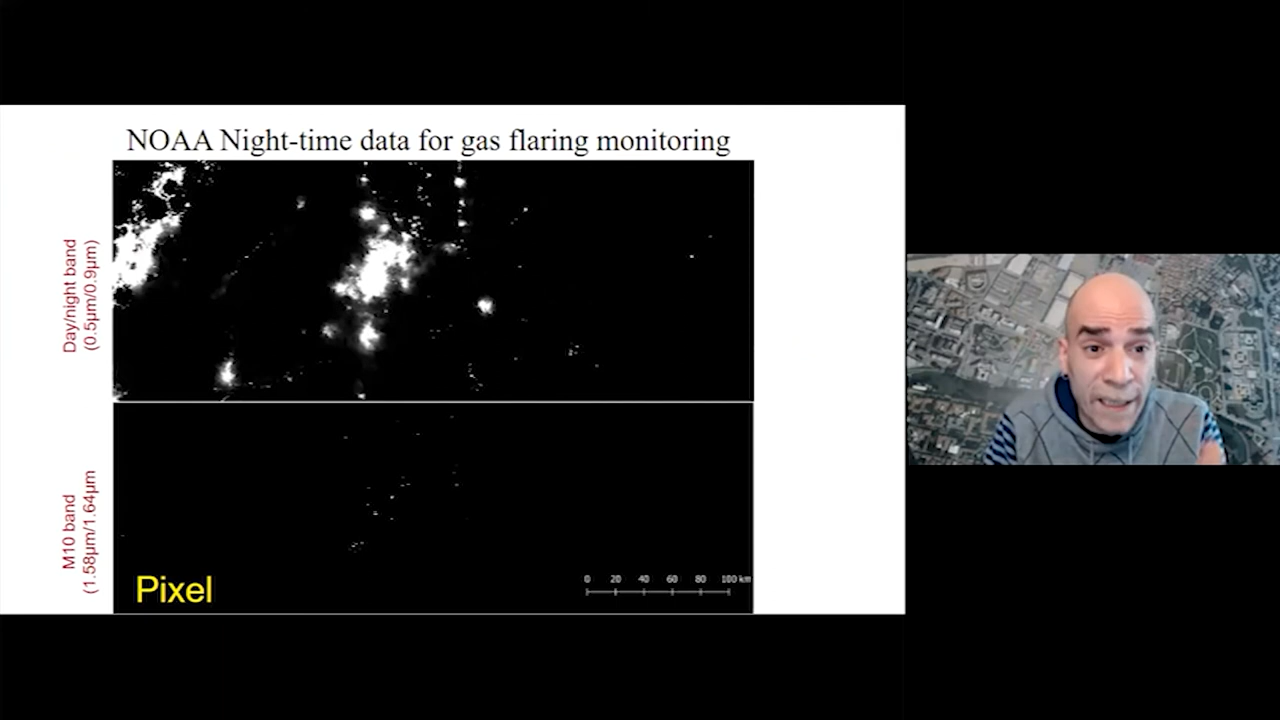 NOAA Night-time data for gas flaring monitoring
Day/night band
(0.5µm/0.9µm)
M10 band
(1.58µm/1.64µm
Pixel
0 20 40 60 80 100 km